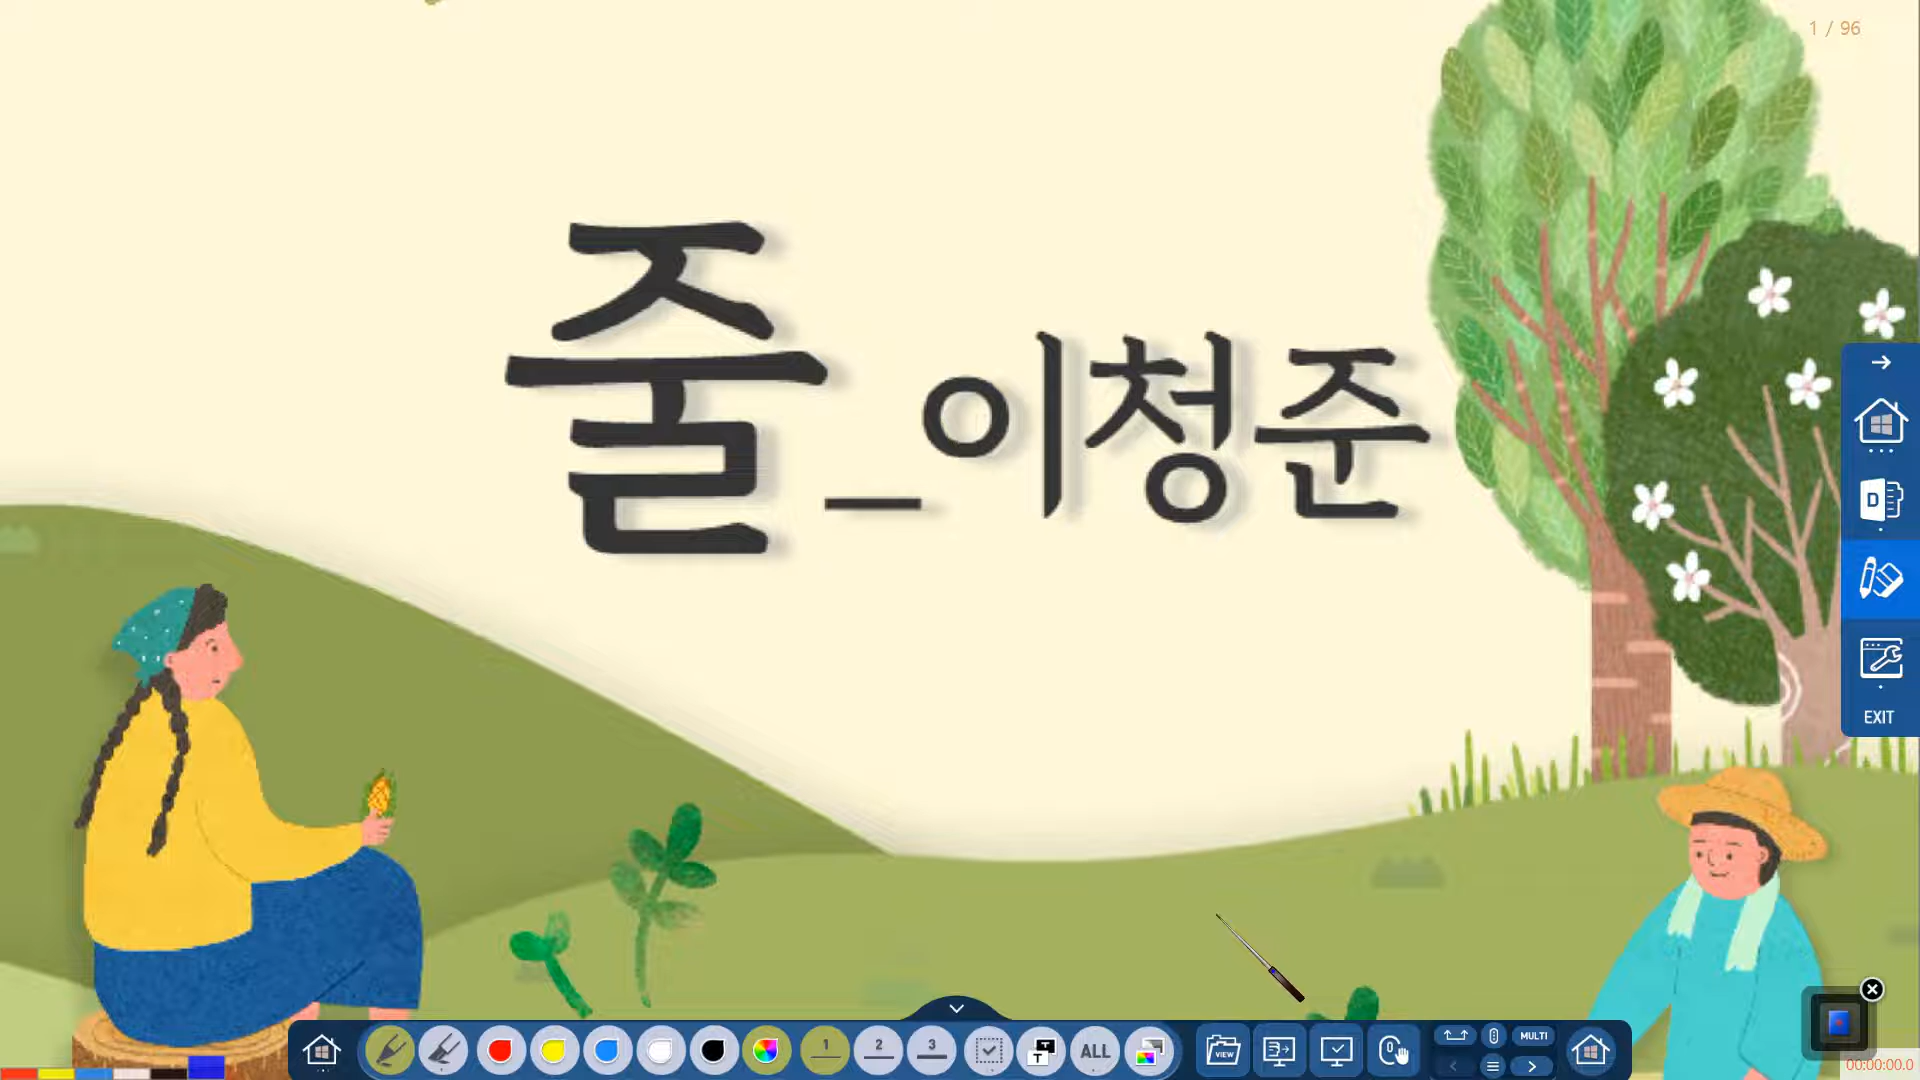 1 / 96
줄_이청준
D
EXIT
1
2
3
T
T
ALL
VIEW
MULTI
00:00:00.0